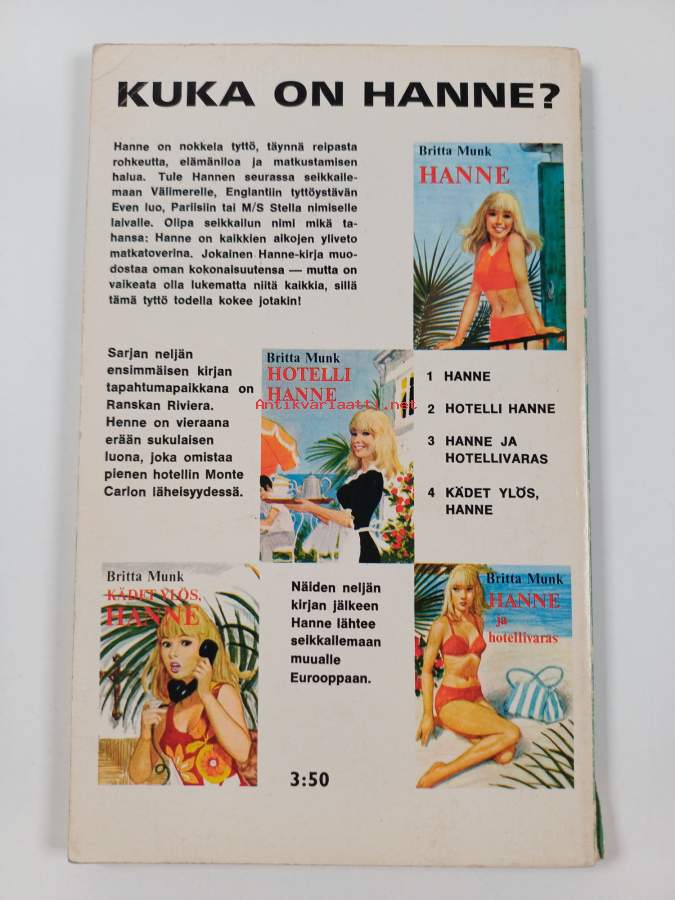 KUKA ON HANNE?
Hanne on nokkela tyttö, täynnä reipasta
rohkeutta, elämäniloa ja matkustamisen
halua. Tule Hannen seurassa seikkaile-
maan Välimerelle, Englantiin tyttöystävän
Even luo, Pariisiin tai M/S Stella nimiselle
laivalle. Olipa seikkailun nimi mikä ta-
hansa: Hanne on kaikkien aikojen yliveto
matkatoverina. Jokainen Hanne-kirja muo-
dostaa oman kokonaisuutensa — mutta on
vaikeata olla lukematta niitä kaikkia, sillä
tämä tyttö todella kokee jotakin!
Britta Munk
HANNE
Sarjan neljän
ensimmäisen kirjan
tapahtumapaikkana on
Ranskan Riviera.
Henne on vieraana
erään sukulaisen
luona, joka omistaa
pienen hotellin Monte
Carlon läheisyydessä.
Britta Munk
HOTELLI
HANNE
Antikvariaatti.net
1 HANNE
2 HOTELLI HANNE
3 HANNE JA
HOTELLIVARAS
4 KÄDET YLÖS,
HANNE
Britta Munk
KÄDET YLÖS,
HANNE
Näiden neljän
kirjan jälkeen
Hanne lähtee
seikkailemaan
muualle
Eurooppaan.
Britta Munk
HANNE
ja
hotellivaras
3:50